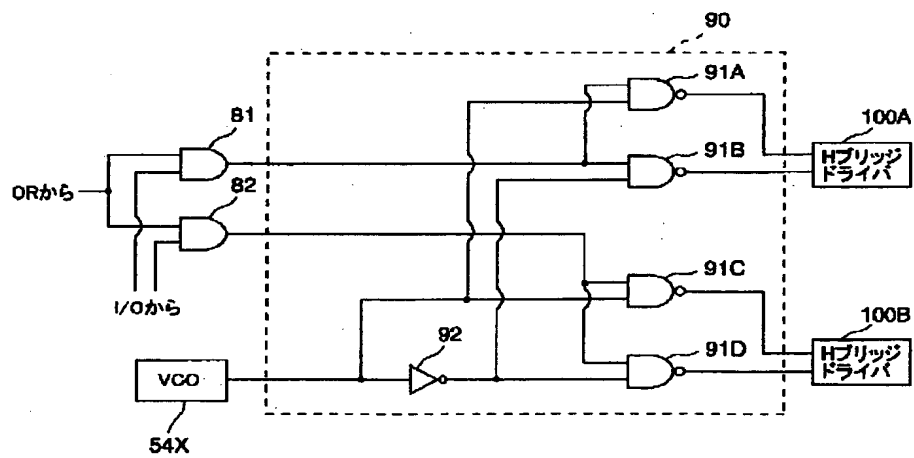 90
91A
81
100A
91B
Hブリッジ
ドライバ
ORから
82
I/Oから
91C
92
100B
91D
Hブリッジ
ドライバ
VCO
54X